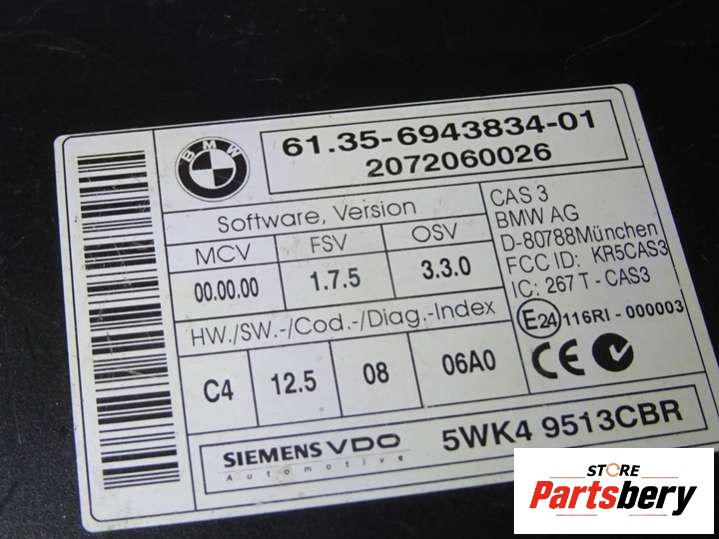 BMW
61.35-6943834-01
2072060026
Software, Version
MCV FSV OSV
00.00.00 1.7.5 3.3.0
HW./SW.-/Cod.-/Diag.-Index
C4 12.5 08 06A0
CAS 3
BMW AG
D-80788München
FCC ID: KR5CAS3
IC: 267 T - CAS3
E24 116RI - 000003
CE
SIEMENS VDO
Automotive
5WK4 9513CBR
STORE
Partsbery